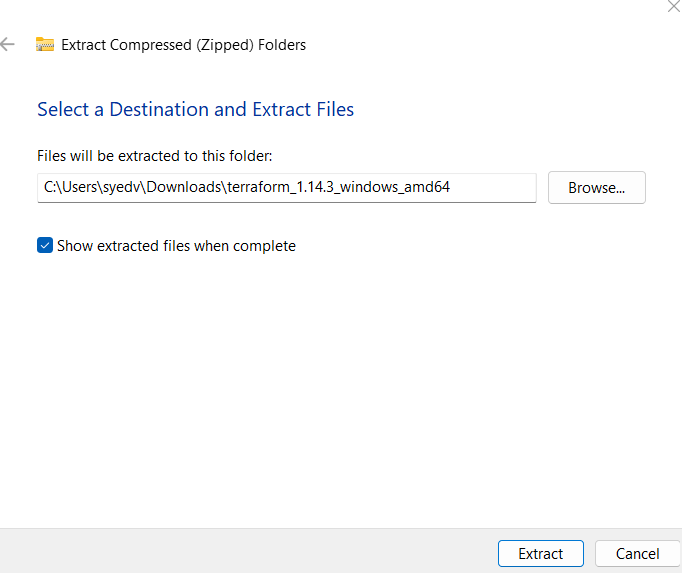 Extract Compressed (Zipped) Folders
Select a Destination and Extract Files
Files will be extracted to this folder:
C:\Users\syedv\Downloads\terraform_1.14.3_windows_amd64
Browse...
Show extracted files when complete
Extract
Cancel